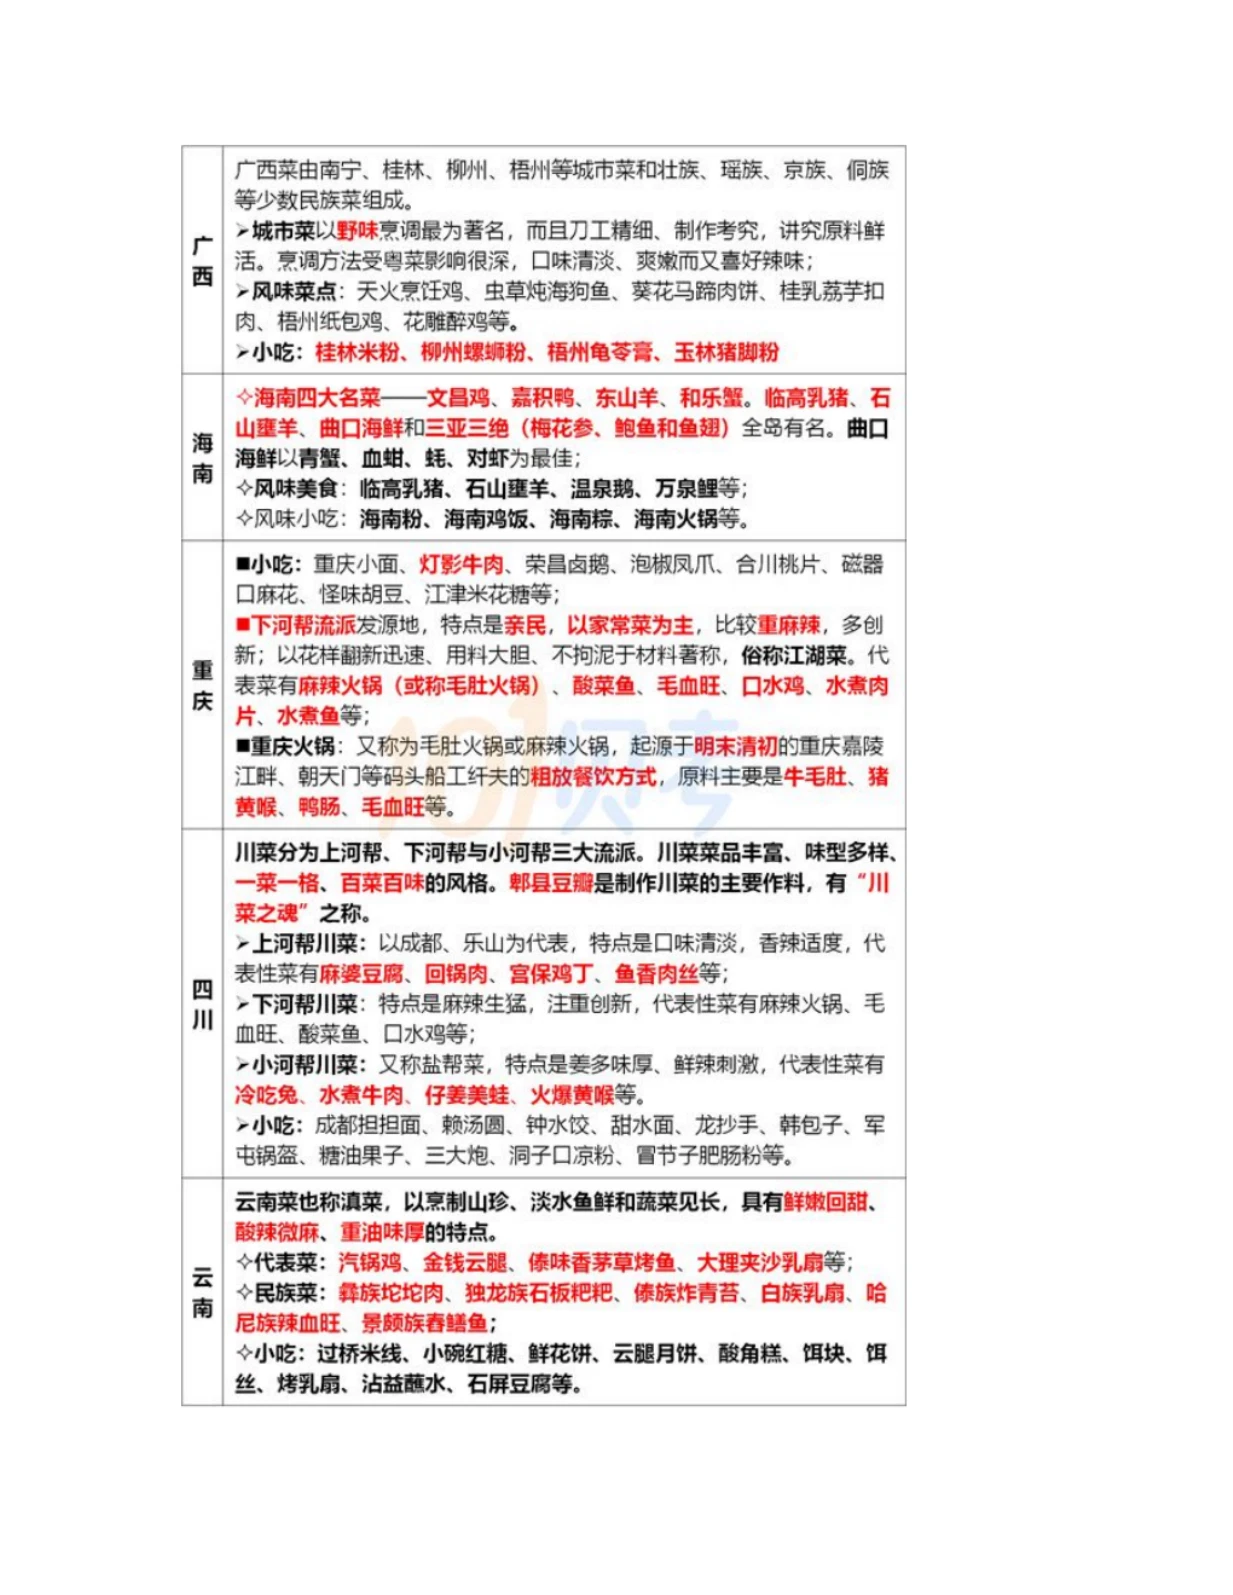 广西
广西菜由南宁、桂林、柳州、梧州等城市菜和壮族、瑶族、京族、侗族
等少数民族菜组成。
➢城市菜以野味烹调最为著名，而且刀工精细、制作考究，讲究原料鲜
活。烹调方法受粤菜影响很深，口味清淡、爽嫩而又喜好辣味；
➢风味菜点：天火烹饪鸡、虫草炖海狗鱼、葵花马蹄肉饼、桂乳荔芋扣
肉、梧州纸包鸡、花雕醉鸡等。
➢小吃：桂林米粉、柳州螺蛳粉、梧州龟苓膏、玉林猪脚粉
海南
✧海南四大名菜——文昌鸡、嘉积鸭、东山羊、和乐蟹。临高乳猪、石
山壅羊、曲口海鲜和三亚三绝（梅花参、鲍鱼和鱼翅）全岛有名。曲口
海鲜以青蟹、血蚶、蚝、对虾为最佳；
✧风味美食：临高乳猪、石山壅羊、温泉鹅、万泉鲤等；
✧风味小吃：海南粉、海南鸡饭、海南粽、海南火锅等。
重庆
■小吃：重庆小面、灯影牛肉、荣昌卤鹅、泡椒凤爪、合川桃片、磁器
口麻花、怪味胡豆、江津米花糖等；
■下河帮流派发源地，特点是亲民，以家常菜为主，比较重麻辣，多创
新；以花样翻新迅速、用料大胆、不拘泥于材料著称，俗称江湖菜。代
表菜有麻辣火锅（或称毛肚火锅）、酸菜鱼、毛血旺、口水鸡、水煮肉
片、水煮鱼等；
■重庆火锅：又称为毛肚火锅或麻辣火锅，起源于明末清初的重庆嘉陵
江畔、朝天门等码头船工纤夫的粗放餐饮方式，原料主要是牛毛肚、猪
黄喉、鸭肠、毛血旺等。
四川
川菜分为上河帮、下河帮与小河帮三大流派。川菜菜品丰富、味型多样、
一菜一格、百菜百味的风格。郫县豆瓣是制作川菜的主要作料，有“川
菜之魂”之称。
➢上河帮川菜：以成都、乐山为代表，特点是口味清淡，香辣适度，代
表性菜有麻婆豆腐、回锅肉、宫保鸡丁、鱼香肉丝等；
➢下河帮川菜：特点是麻辣生猛，注重创新，代表性菜有麻辣火锅、毛
血旺、酸菜鱼、口水鸡等；
➢小河帮川菜：又称盐帮菜，特点是姜多味厚、鲜辣刺激，代表性菜有
冷吃兔、水煮牛肉、仔姜美蛙、火爆黄喉等。
➢小吃：成都担担面、赖汤圆、钟水饺、甜水面、龙抄手、韩包子、军
屯锅盔、糖油果子、三大炮、洞子口凉粉、冒节子肥肠粉等。
云南
云南菜也称滇菜，以烹制山珍、淡水鱼鲜和蔬菜见长，具有鲜嫩回甜、
酸辣微麻、重油味厚的特点。
✧代表菜：汽锅鸡、金钱云腿、傣味香茅草烤鱼、大理夹沙乳扇等；
✧民族菜：彝族坨坨肉、独龙族石板粑粑、傣族炸青苔、白族乳扇、哈
尼族辣血旺、景颇族舂鳝鱼；
✧小吃：过桥米线、小碗红糖、鲜花饼、云腿月饼、酸角糕、饵块、饵
丝、烤乳扇、沾益蘸水、石屏豆腐等。
101贝考